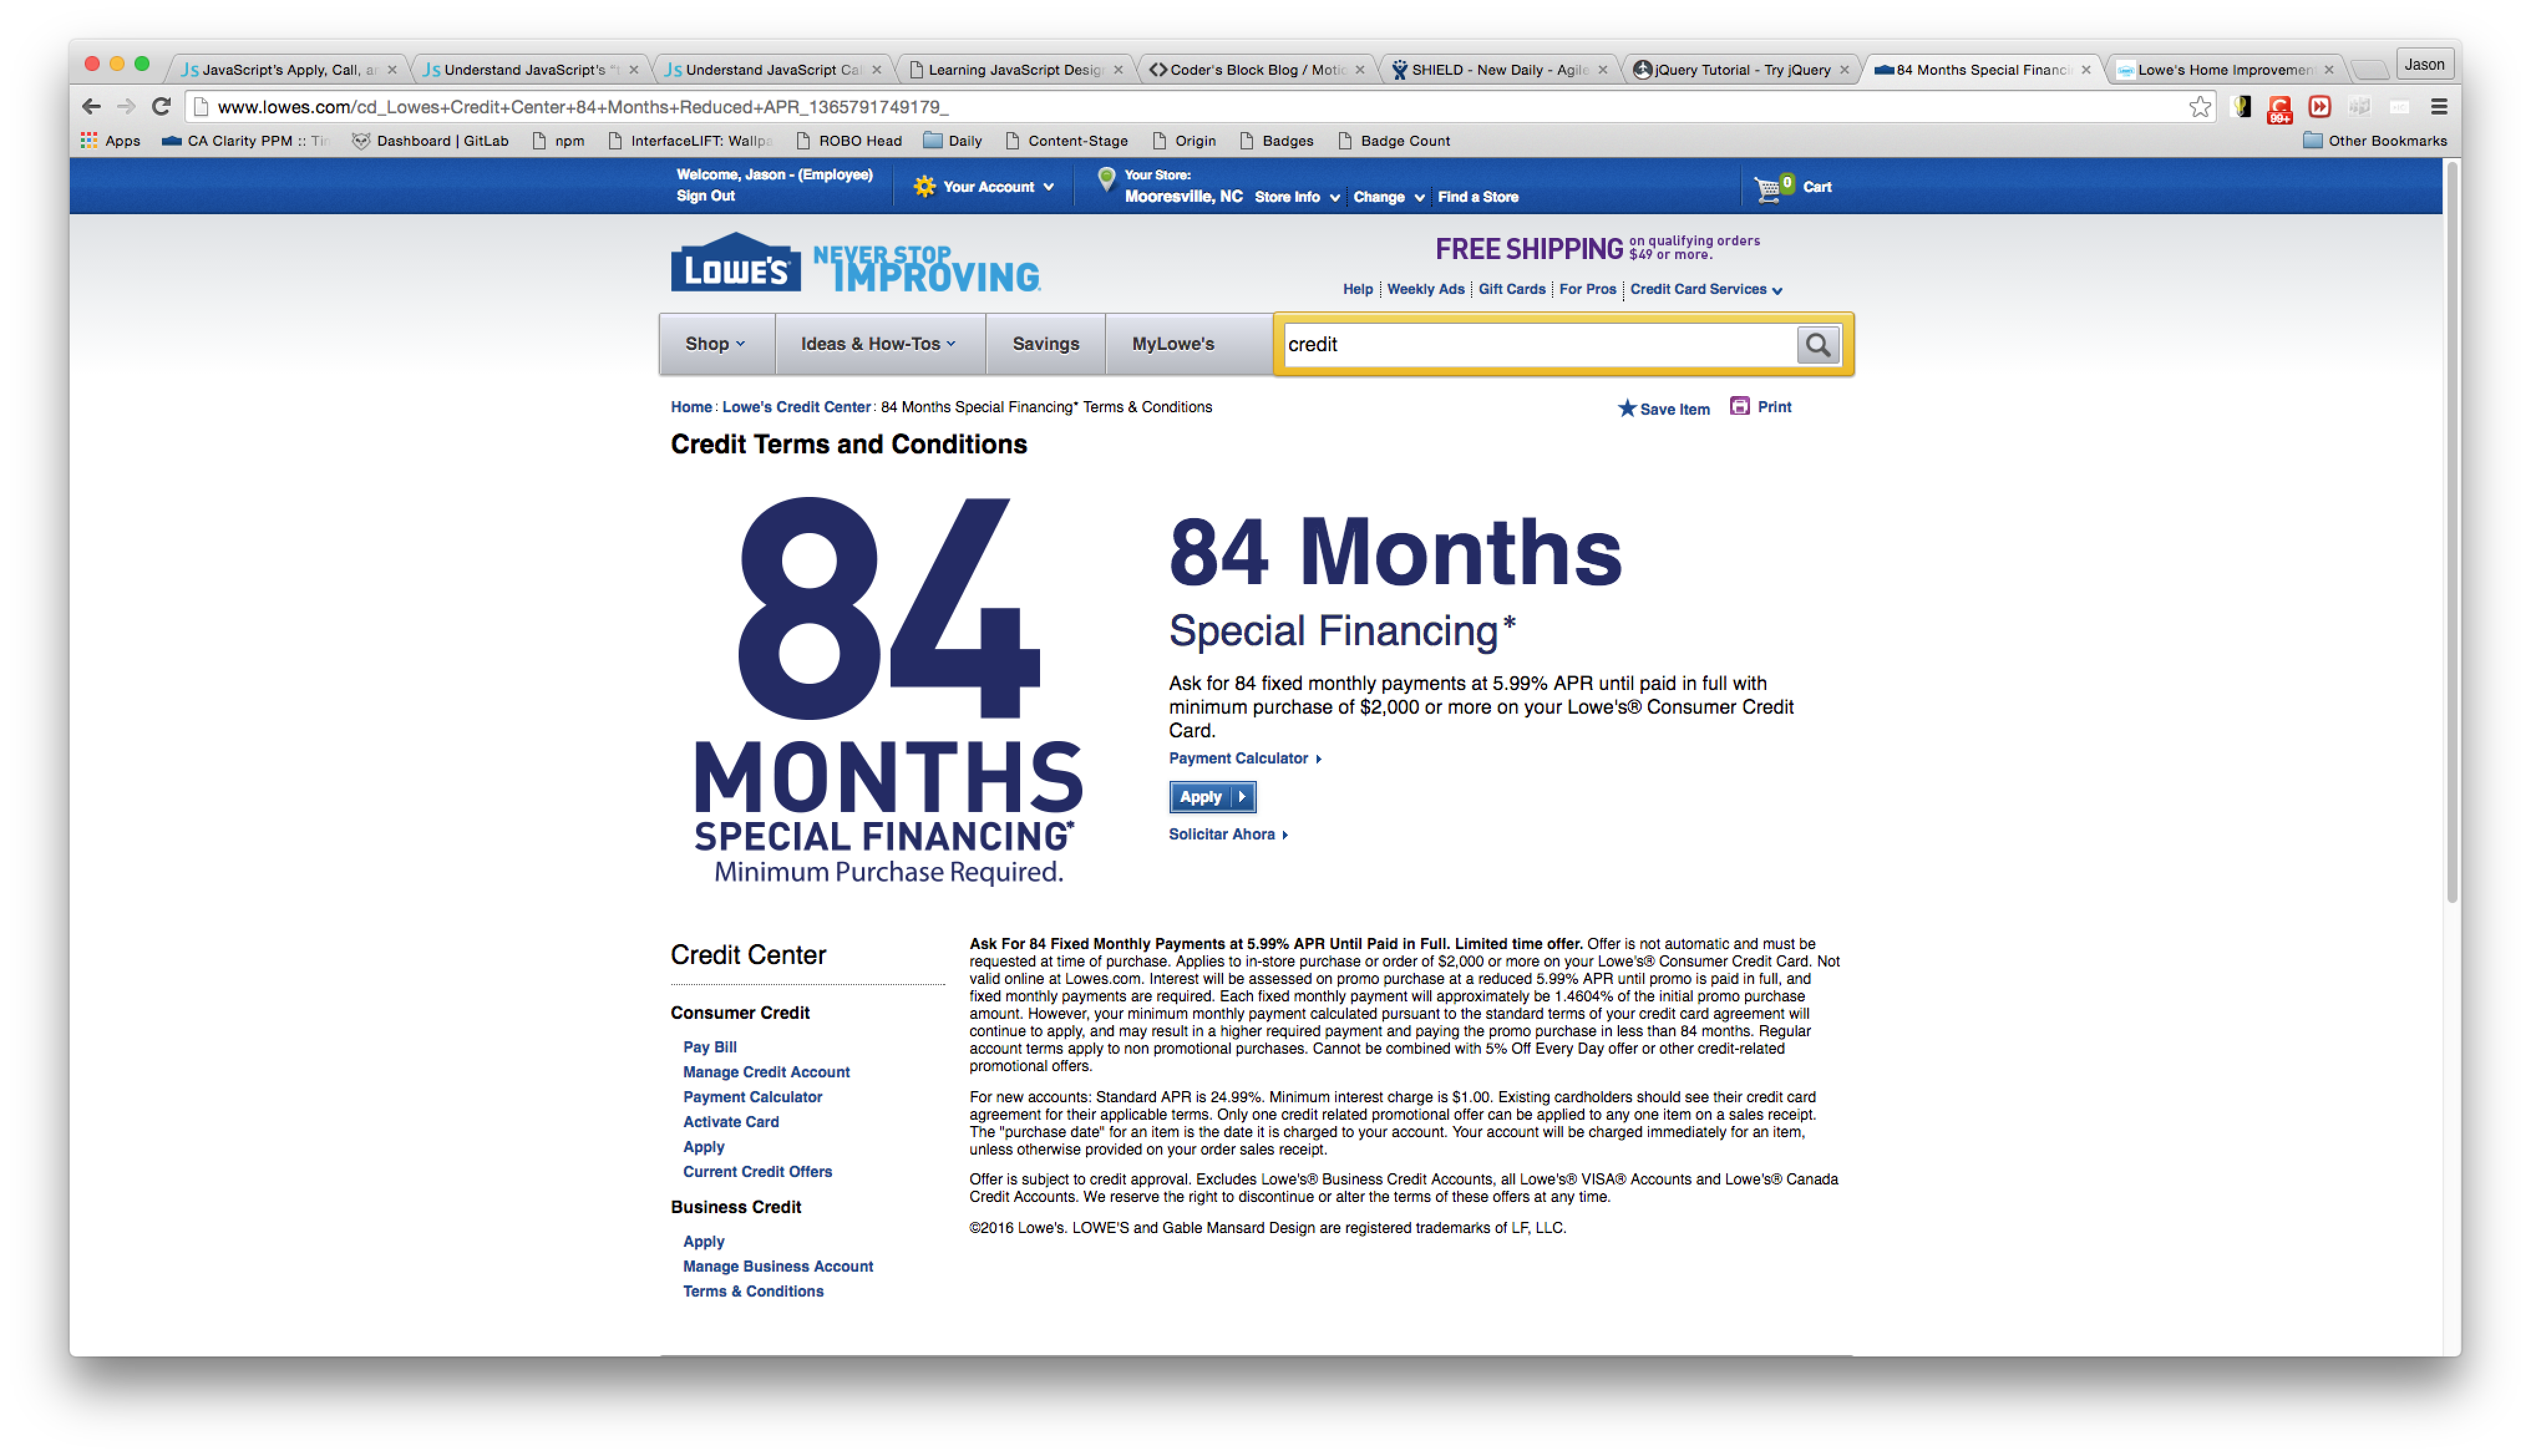 JavaScript's Apply, Call, ar
Understand JavaScript's "t
Understand JavaScript Cal
Learning JavaScript Design
Coder's Block Blog / Motio
SHIELD - New Daily - Agile
jQuery Tutorial - Try jQuery
84 Months Special Financi
Lowe's Home Improvement
Jason
www.lowes.com/cd_Lowes+Credit+Center+84+Months+Reduced+APR_1365791749179_
99+
Apps
CA Clarity PPM :: Tim
Dashboard | GitLab
npm
InterfaceLIFT: Wallpa
ROBO Head
Daily
Content-Stage
Origin
Badges
Badge Count
Other Bookmarks
Welcome, Jason - (Employee)
Sign Out
Your Account
Your Store:
Mooresville, NC Store Info Change Find a Store
0 Cart
LOWE'S
NEVER STOP
IMPROVING
FREE SHIPPING on qualifying orders
$49 or more.
Help Weekly Ads Gift Cards For Pros Credit Card Services
Shop
Ideas & How-Tos
Savings
MyLowe's
credit
Home : Lowe's Credit Center : 84 Months Special Financing* Terms & Conditions
Save Item Print
Credit Terms and Conditions
84
MONTHS
SPECIAL FINANCING*
Minimum Purchase Required.
84 Months
Special Financing*
Ask for 84 fixed monthly payments at 5.99% APR until paid in full with
minimum purchase of $2,000 or more on your Lowe's® Consumer Credit
Card.
Payment Calculator
Apply
Solicitar Ahora
Credit Center
Consumer Credit
Pay Bill
Manage Credit Account
Payment Calculator
Activate Card
Apply
Current Credit Offers
Business Credit
Apply
Manage Business Account
Terms & Conditions
Ask For 84 Fixed Monthly Payments at 5.99% APR Until Paid in Full. Limited time offer. Offer is not automatic and must be
requested at time of purchase. Applies to in-store purchase or order of $2,000 or more on your Lowe's® Consumer Credit Card. Not
valid online at Lowes.com. Interest will be assessed on promo purchase at a reduced 5.99% APR until promo is paid in full, and
fixed monthly payments are required. Each fixed monthly payment will approximately be 1.4604% of the initial promo purchase
amount. However, your minimum monthly payment calculated pursuant to the standard terms of your credit card agreement will
continue to apply, and may result in a higher required payment and paying the promo purchase in less than 84 months. Regular
account terms apply to non promotional purchases. Cannot be combined with 5% Off Every Day offer or other credit-related
promotional offers.
For new accounts: Standard APR is 24.99%. Minimum interest charge is $1.00. Existing cardholders should see their credit card
agreement for their applicable terms. Only one credit related promotional offer can be applied to any one item on a sales receipt.
The "purchase date" for an item is the date it is charged to your account. Your account will be charged immediately for an item,
unless otherwise provided on your order sales receipt.
Offer is subject to credit approval. Excludes Lowe's® Business Credit Accounts, all Lowe's® VISA® Accounts and Lowe's® Canada
Credit Accounts. We reserve the right to discontinue or alter the terms of these offers at any time.
©2016 Lowe's. LOWE'S and Gable Mansard Design are registered trademarks of LF, LLC.